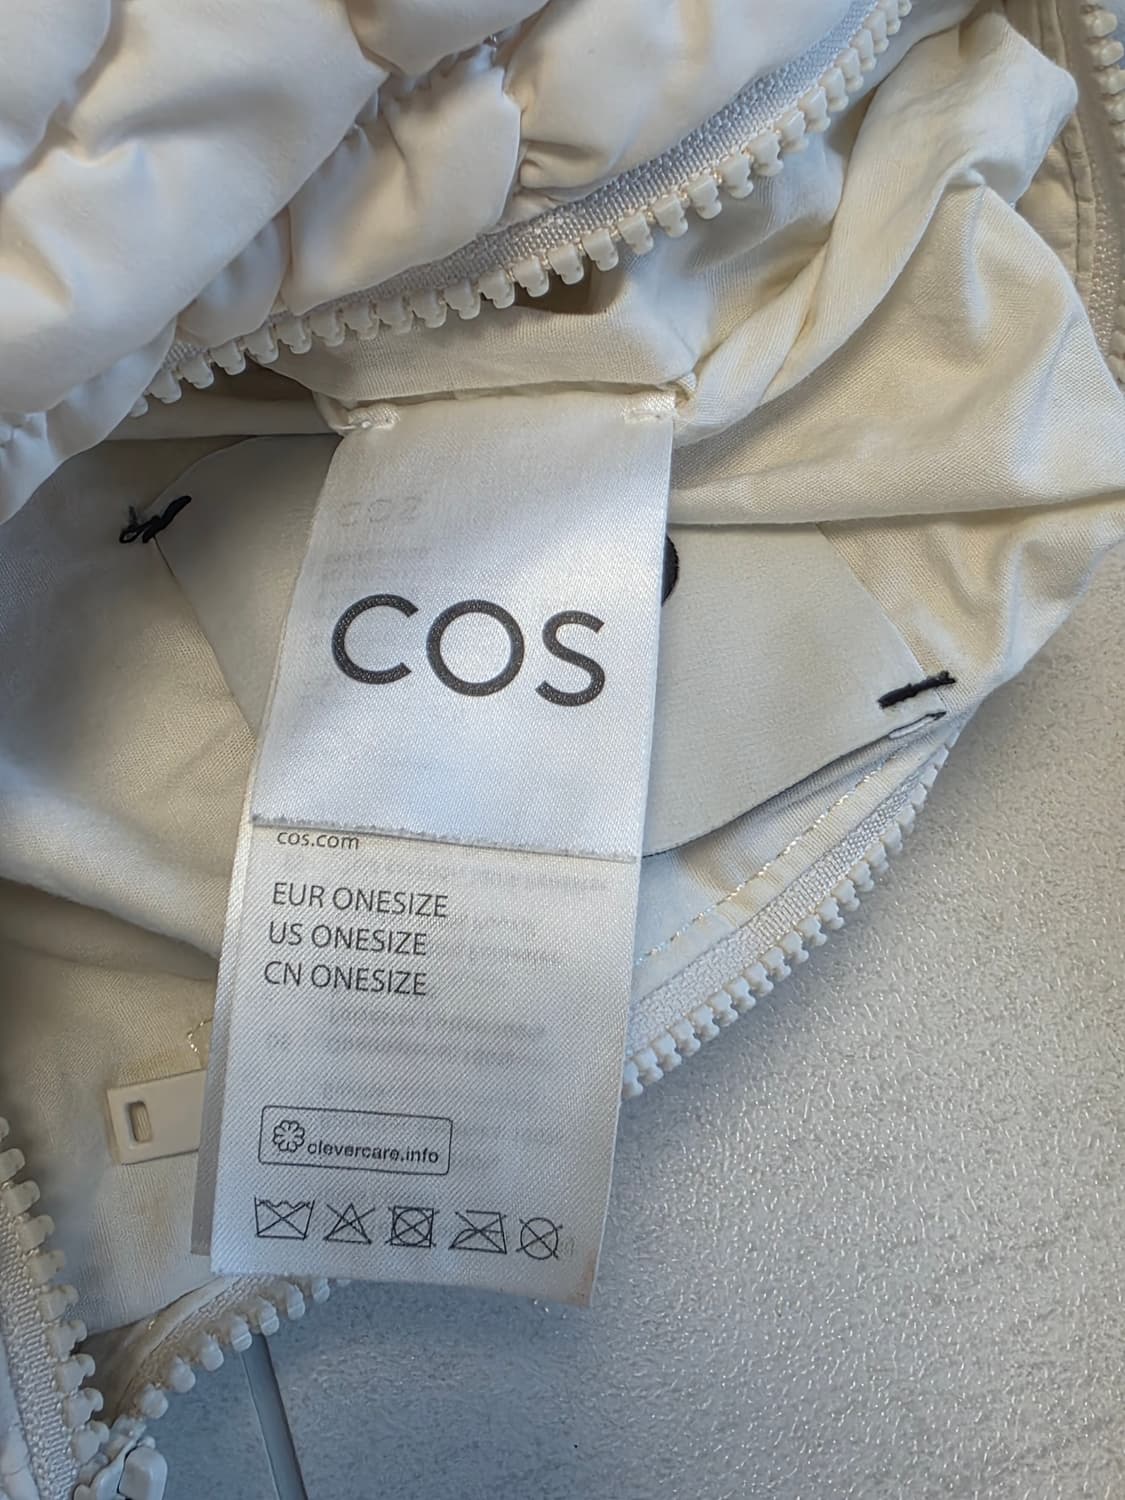 COS
cos.com
EUR ONESIZE
US ONESIZE
CN ONESIZE
clevercare.info